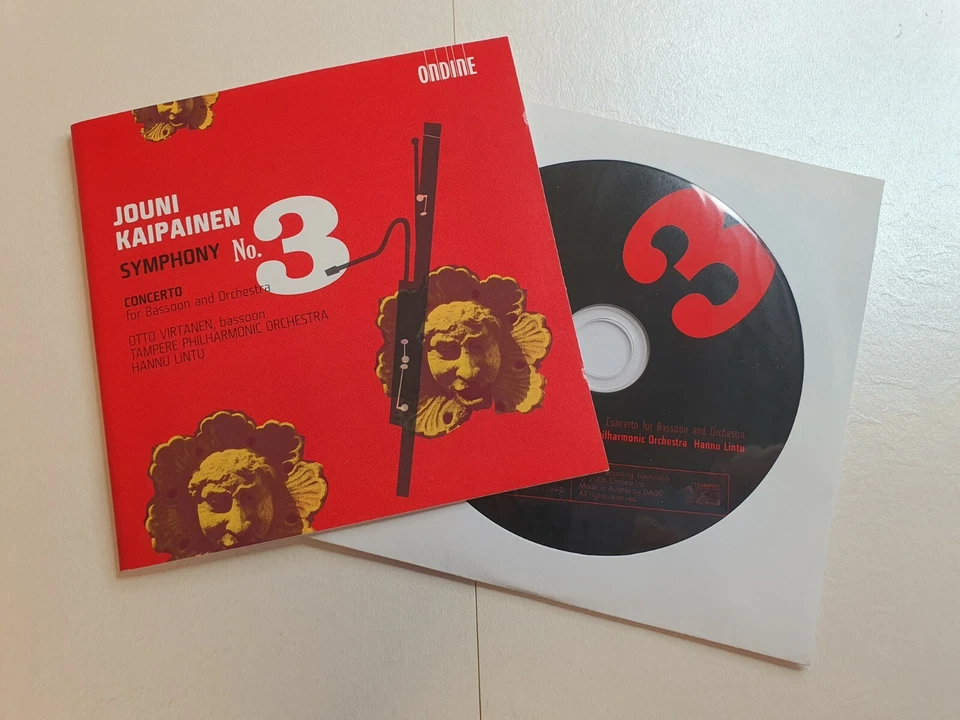 ONDINE
JOUNI
KAIPAINEN
SYMPHONY No. 3
CONCERTO
for Bassoon and Orchestra
OTTO VIRTANEN, bassoon
TAMPERE PHILHARMONIC ORCHESTRA
HANNU LINTU
3
Concerto for Bassoon and Orchestra
Orchestra Hannu Lintu
Made in Austria by DADC
All rights reserved